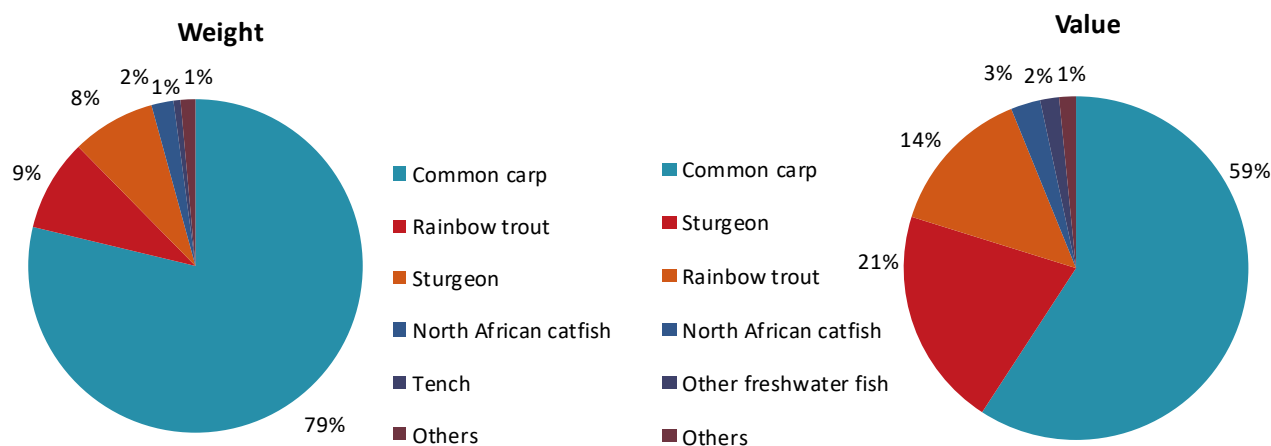 Weight
2%
1%
1%
8%
9%
79%
Common carp
Rainbow trout
Sturgeon
North African catfish
Tench
Others
Value
3%
2%
1%
14%
59%
21%
Common carp
Sturgeon
Rainbow trout
North African catfish
Other freshwater fish
Others